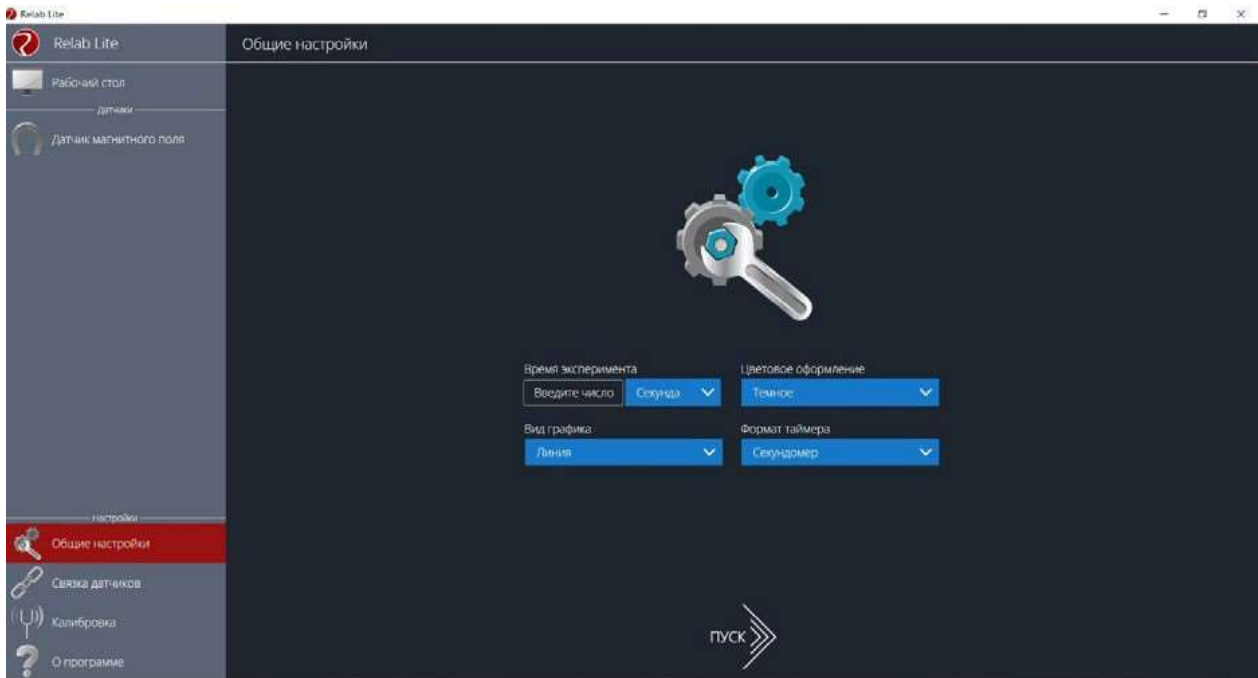 Relab Lite
Relab Lite
Общие настройки
Рабочий стол
Датчики
Датчик магнитного поля
Время эксперимента
Цветовое оформление
Введите число
Секунда
Темное
Вид графика
Формат таймера
Линия
Секундомер
Настройки
Общие настройки
Связка датчиков
Калибровка
О программе
ПУСК